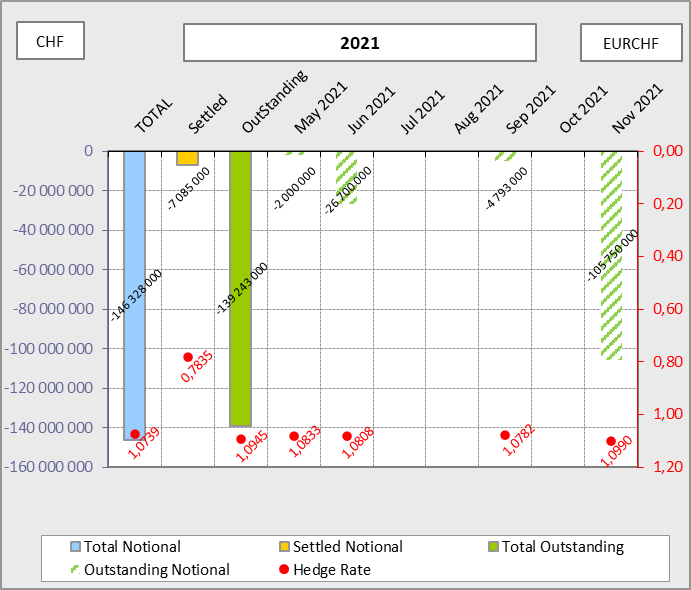 CHF
2021
EURCHF
TOTAL
Settled
OutStanding
May 2021
Jun 2021
Jul 2021
Aug 2021
Sep 2021
Oct 2021
Nov 2021
0
-20 000 000
-40 000 000
-60 000 000
-80 000 000
-100 000 000
-120 000 000
-140 000 000
-160 000 000
0,00
0,20
0,40
0,60
0,80
1,00
1,20
-146 328 000
-7 085 000
-139 243 000
-2 000 000
-26 700 000
-4 793 000
-105 750 000
1,0739
0,7835
1,0945
1,0833
1,0808
1,0782
1,0990
Total Notional
Settled Notional
Total Outstanding
Outstanding Notional
Hedge Rate